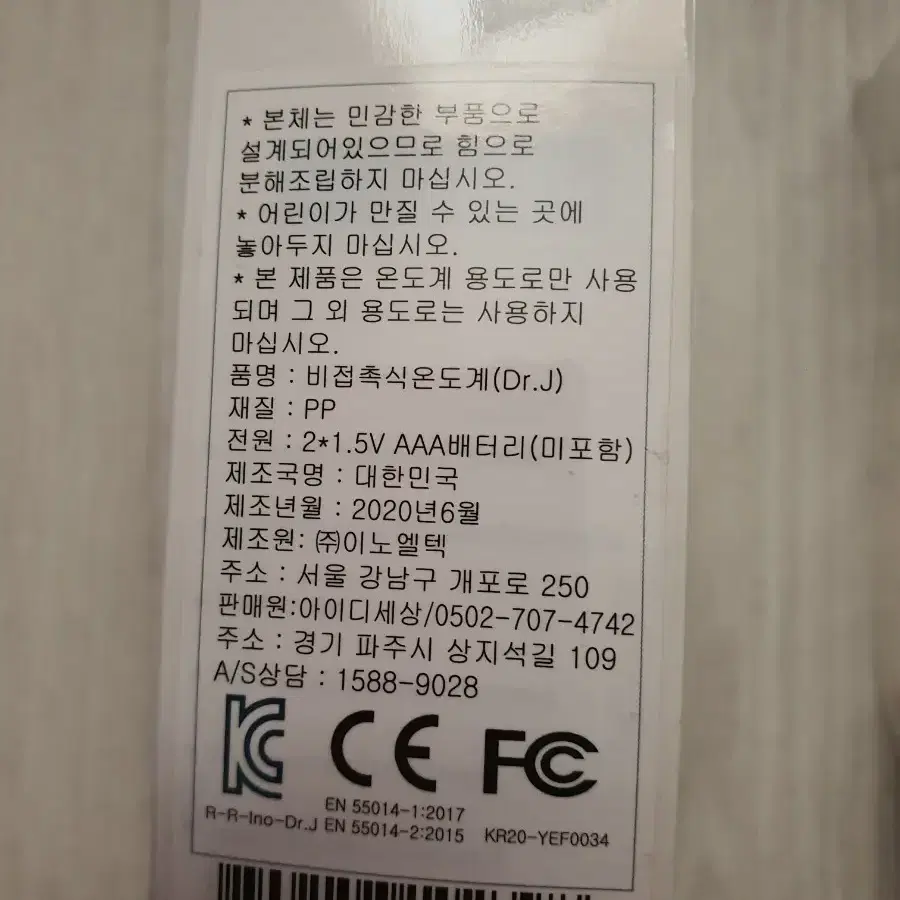 * 본체는 민감한 부품으로
설계되어있으므로 힘으로
분해조립하지 마십시오.
* 어린이가 만질 수 있는 곳에
놓아두지 마십시오.
* 본 제품은 온도계 용도로만 사용
되며 그 외 용도로는 사용하지
마십시오.
품명 : 비접촉식온도계(Dr.J)
재질 : PP
전원 : 2*1.5V AAA배터리(미포함)
제조국명 : 대한민국
제조년월 : 2020년6월
제조원: ㈜이노엘텍
주소 : 서울 강남구 개포로 250
판매원:아이디세상/0502-707-4742
주소 : 경기 파주시 상지석길 109
A/S상담 : 1588-9028
KC CE FC
EN 55014-1:2017
R-R-Ino-Dr.J EN 55014-2:2015 KR20-YEF0034